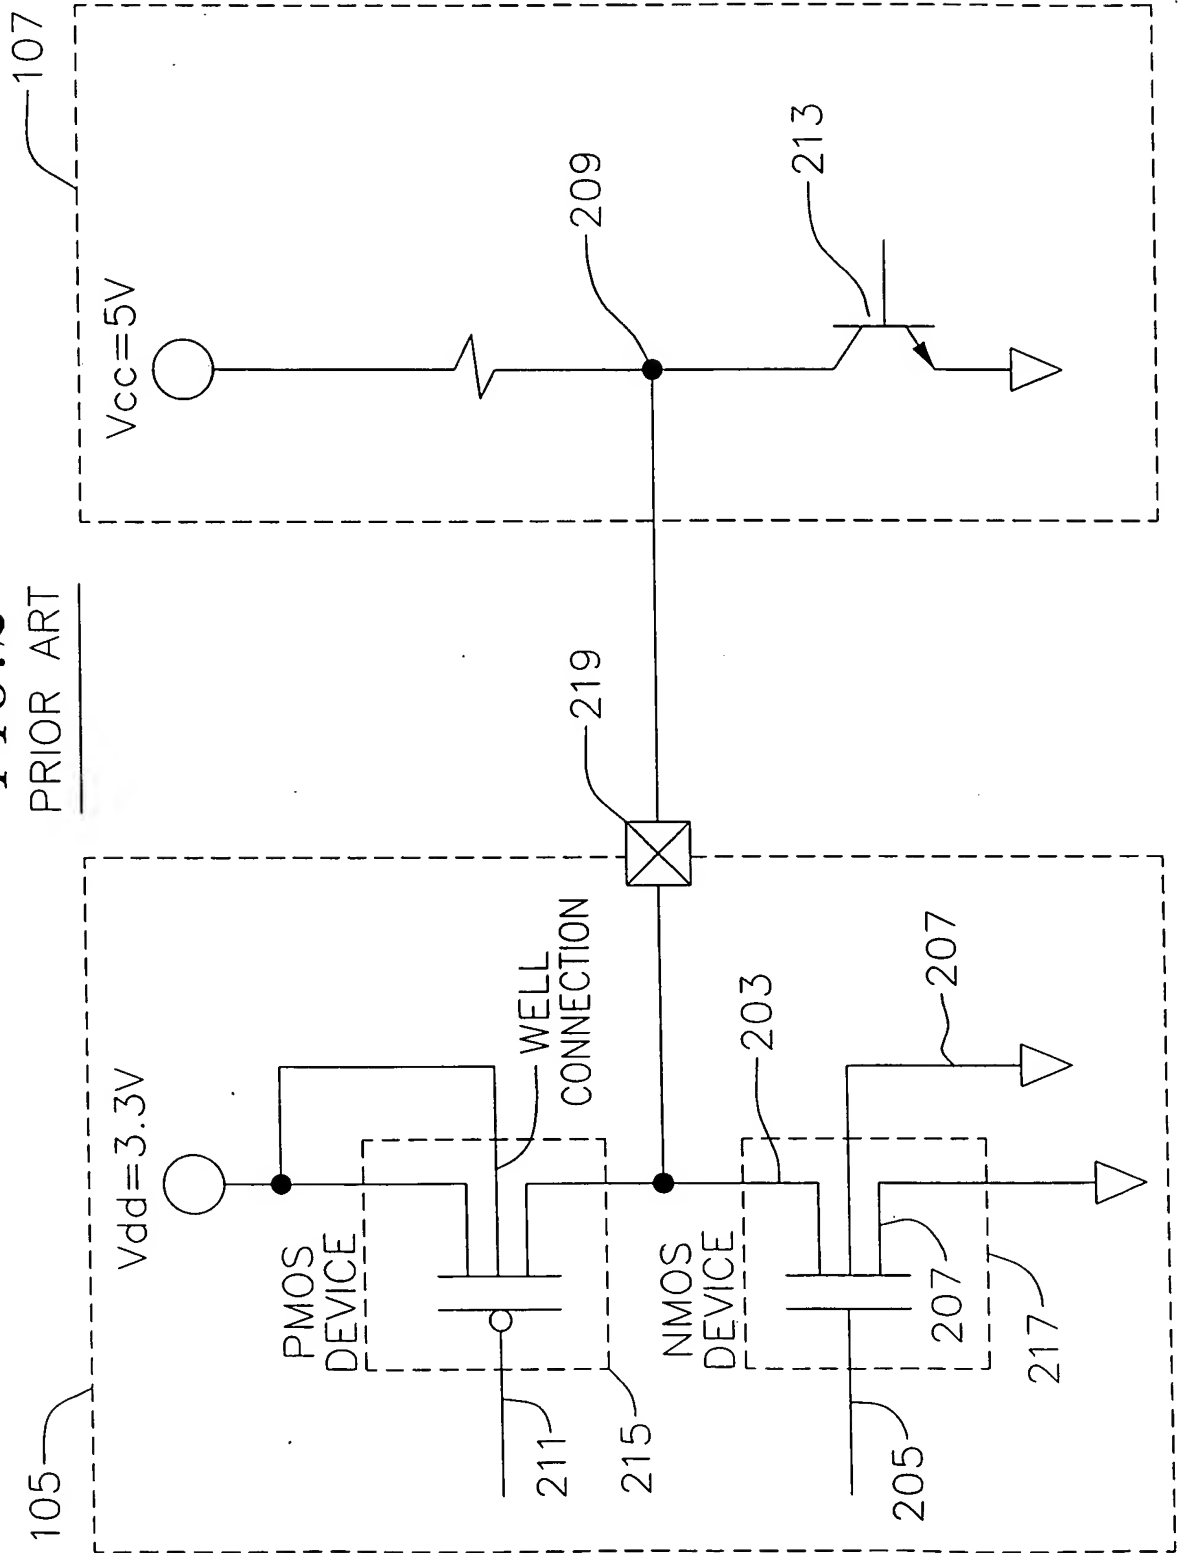 PRIOR ART
105
107
Vdd=3.3V
Vcc=5V
PMOS
DEVICE
WELL
CONNECTION
211
215
219
209
NMOS
DEVICE
203
213
205
207
207
217